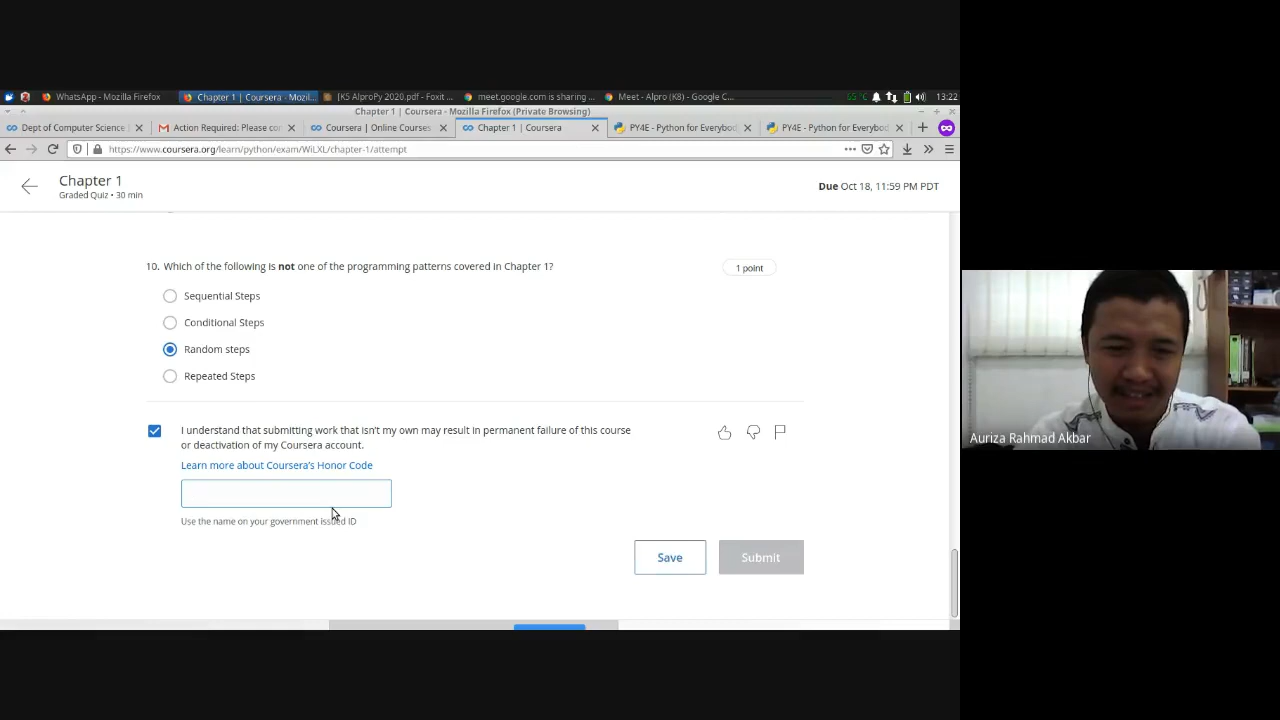 WhatsApp - Mozilla Firefox
Chapter 1 | Coursera - Mozil...
[K5 AlproPy 2020.pdf - Foxit ...
meet.google.com is sharing ...
Meet - Alpro (K8) - Google C...
65°C
13:22
Chapter 1 | Coursera - Mozilla Firefox (Private Browsing)
Dept of Computer Science
Action Required: Please con
Coursera | Online Courses
Chapter 1 | Coursera
PY4E - Python for Everybod
PY4E - Python for Everybod
https://www.coursera.org/learn/python/exam/WiLXL/chapter-1/attempt
Chapter 1
Graded Quiz • 30 min
Due Oct 18, 11:59 PM PDT
10. Which of the following is not one of the programming patterns covered in Chapter 1?
1 point
Sequential Steps
Conditional Steps
Random steps
Repeated Steps
I understand that submitting work that isn't my own may result in permanent failure of this course
or deactivation of my Coursera account.
Learn more about Coursera's Honor Code
Use the name on your government issued ID
Save
Submit
Auriza Rahmad Akbar